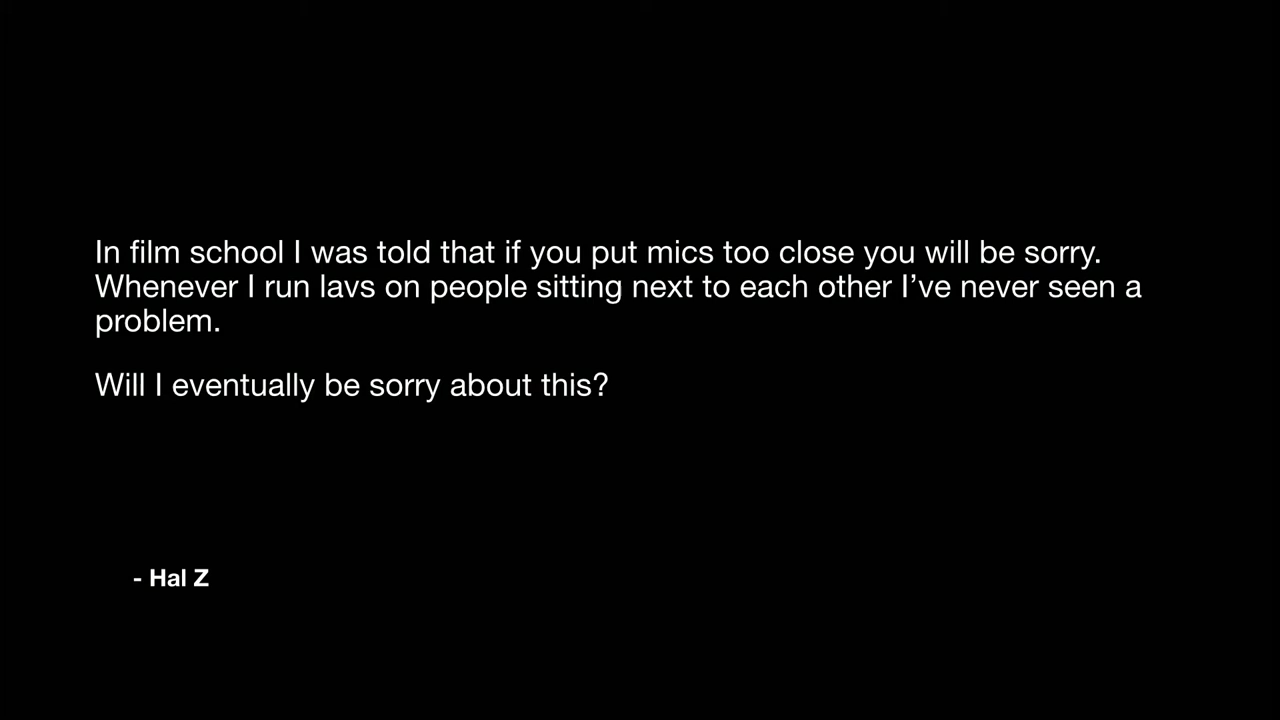 In film school I was told that if you put mics too close you will be sorry.
Whenever I run lavs on people sitting next to each other I’ve never seen a
problem.
Will I eventually be sorry about this?
- Hal Z